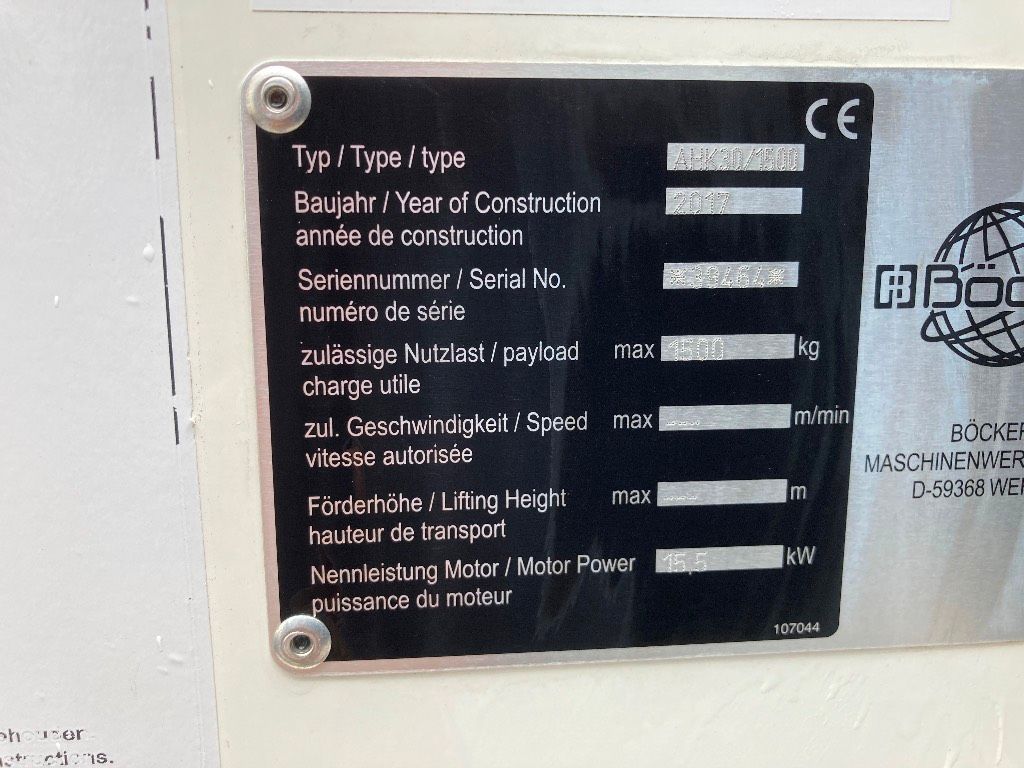 CE
Typ / Type / type AHK30/1500
Baujahr / Year of Construction 2017
année de construction
Seriennummer / Serial No. *39464*
numéro de série
zulässige Nutzlast / payload max 1500 kg
charge utile
zul. Geschwindigkeit / Speed max --.- m/min
vitesse autorisée
Förderhöhe / Lifting Height max --.- m
hauteur de transport
Nennleistung Motor / Motor Power 15,5 kW
puissance du moteur
107044
BÖCKER
MASCHINENWER
D-59368 WER